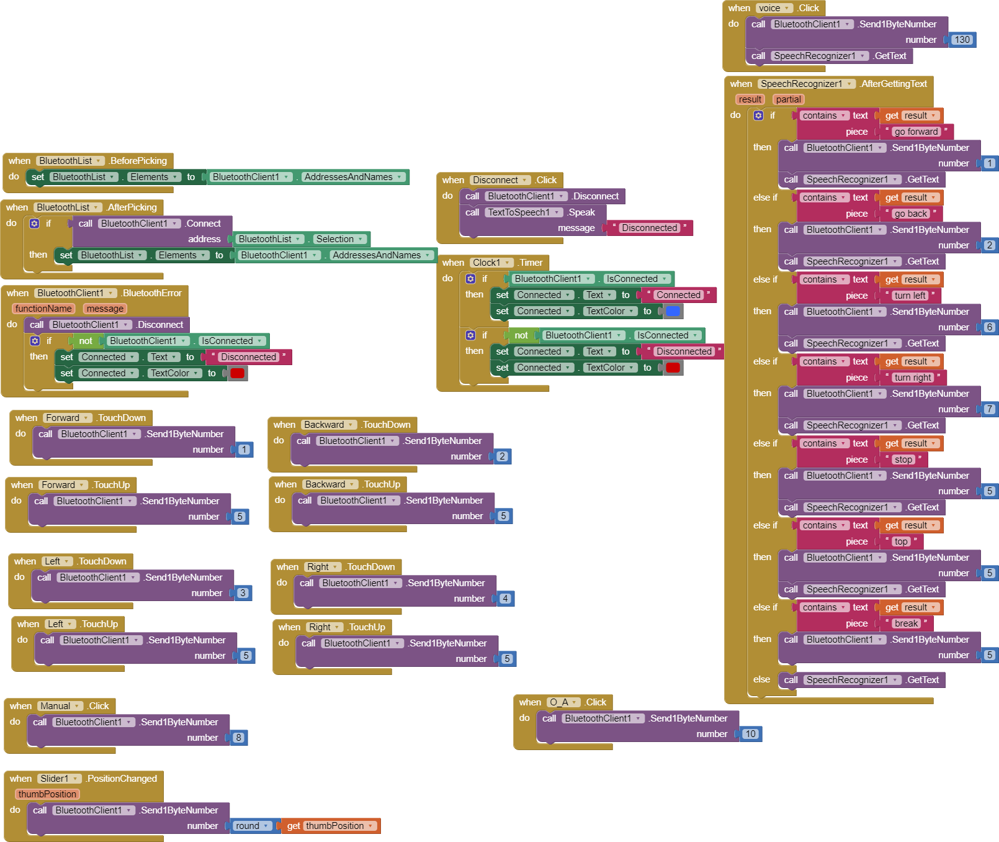 when BluetoothList .BeforePicking
do set BluetoothList . Elements to BluetoothClient1 . AddressesAndNames
when BluetoothList .AfterPicking
do if call BluetoothClient1 .Connect
address BluetoothList . Selection
then set BluetoothList . Elements to BluetoothClient1 . AddressesAndNames
when BluetoothClient1 .BluetoothError
functionName message
do call BluetoothClient1 .Disconnect
if not BluetoothClient1 . IsConnected
then set Connected . Text to “ Disconnected ”
set Connected . TextColor to
when Forward .TouchDown
do call BluetoothClient1 .Send1ByteNumber
number 1
when Forward .TouchUp
do call BluetoothClient1 .Send1ByteNumber
number 5
when Left .TouchDown
do call BluetoothClient1 .Send1ByteNumber
number 3
when Left .TouchUp
do call BluetoothClient1 .Send1ByteNumber
number 5
when Manual .Click
do call BluetoothClient1 .Send1ByteNumber
number 8
when Slider1 .PositionChanged
thumbPosition
do call BluetoothClient1 .Send1ByteNumber
number round get thumbPosition
when Backward .TouchDown
do call BluetoothClient1 .Send1ByteNumber
number 2
when Backward .TouchUp
do call BluetoothClient1 .Send1ByteNumber
number 5
when Right .TouchDown
do call BluetoothClient1 .Send1ByteNumber
number 4
when Right .TouchUp
do call BluetoothClient1 .Send1ByteNumber
number 5
when Disconnect .Click
do call BluetoothClient1 .Disconnect
call TextToSpeech1 .Speak
message “ Disconnected ”
when Clock1 .Timer
do if BluetoothClient1 . IsConnected
then set Connected . Text to “ Connected ”
set Connected . TextColor to
if not BluetoothClient1 . IsConnected
then set Connected . Text to “ Disconnected ”
set Connected . TextColor to
when O_A .Click
do call BluetoothClient1 .Send1ByteNumber
number 10
when voice .Click
do call BluetoothClient1 .Send1ByteNumber
number 130
call SpeechRecognizer1 .GetText
when SpeechRecognizer1 .AfterGettingText
result partial
do if contains text get result
piece “ go forward ”
then call BluetoothClient1 .Send1ByteNumber
number 1
call SpeechRecognizer1 .GetText
else if contains text get result
piece “ go back ”
then call BluetoothClient1 .Send1ByteNumber
number 2
call SpeechRecognizer1 .GetText
else if contains text get result
piece “ turn left ”
then call BluetoothClient1 .Send1ByteNumber
number 6
call SpeechRecognizer1 .GetText
else if contains text get result
piece “ turn right ”
then call BluetoothClient1 .Send1ByteNumber
number 7
call SpeechRecognizer1 .GetText
else if contains text get result
piece “ stop ”
then call BluetoothClient1 .Send1ByteNumber
number 5
call SpeechRecognizer1 .GetText
else if contains text get result
piece “ top ”
then call BluetoothClient1 .Send1ByteNumber
number 5
call SpeechRecognizer1 .GetText
else if contains text get result
piece “ break ”
then call BluetoothClient1 .Send1ByteNumber
number 5
else call SpeechRecognizer1 .GetText